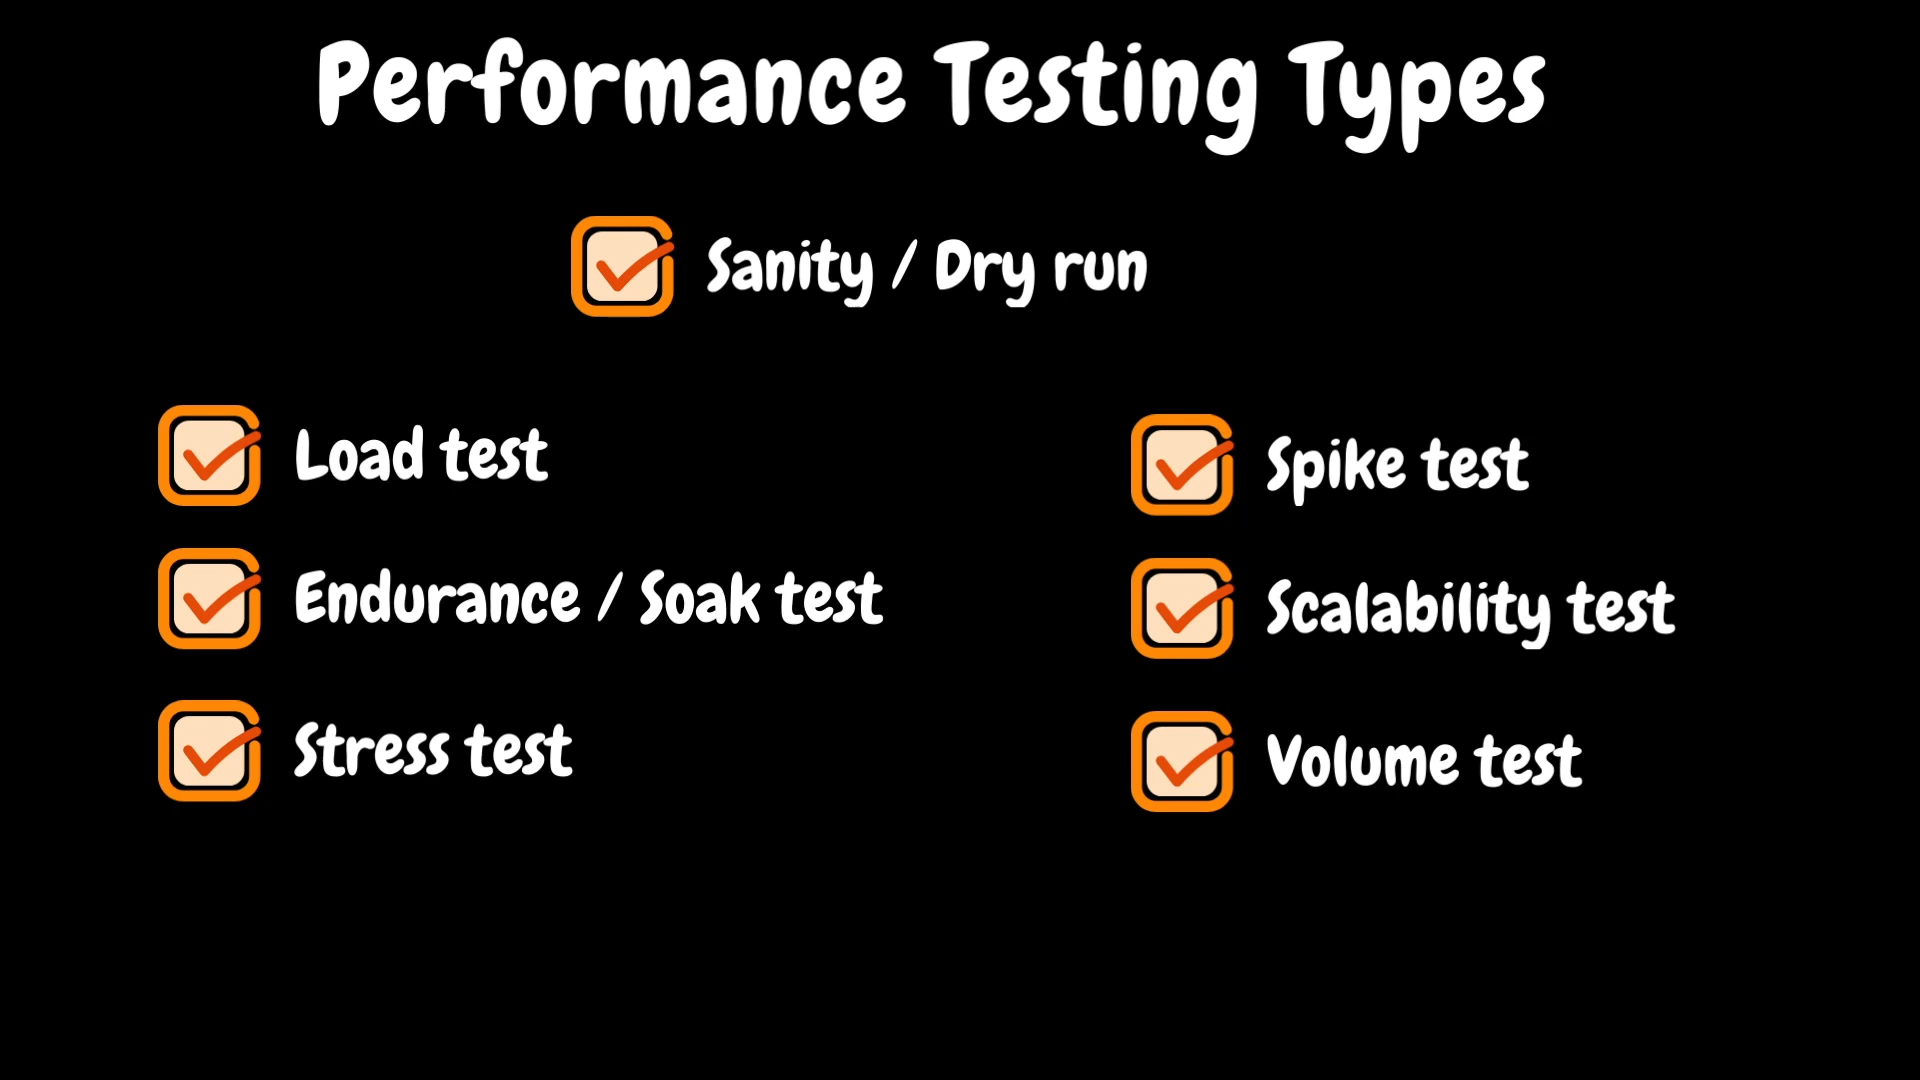 Performance Testing Types
Sanity / Dry run
Load test
Endurance / Soak test
Stress test
Spike test
Scalability test
Volume test